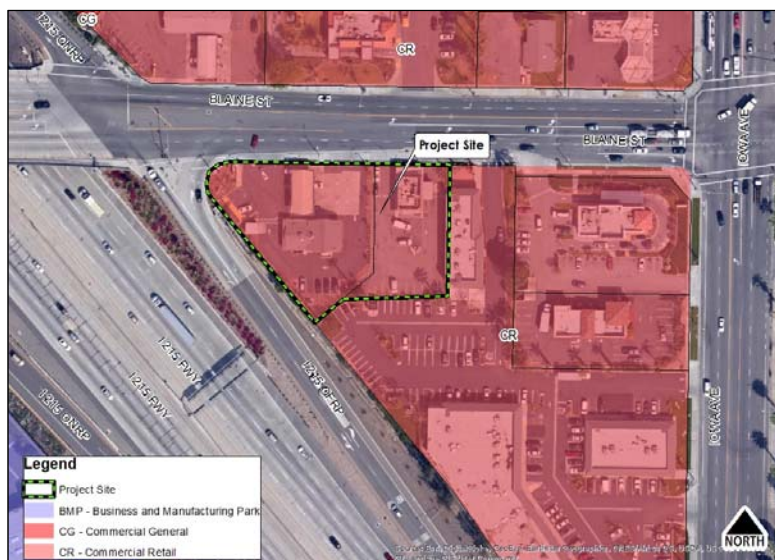 CG
I 215 ONRP
CR
BLAINE ST
BLAINE ST
IOWA AVE
Project Site
CR
I 215 OFRP
I 215 FWY
I 215 FWY
I 215 ONRP
IOWA AVE
Legend
Project Site
BMP - Business and Manufacturing Park
CG - Commercial General
CR - Commercial Retail
NORTH